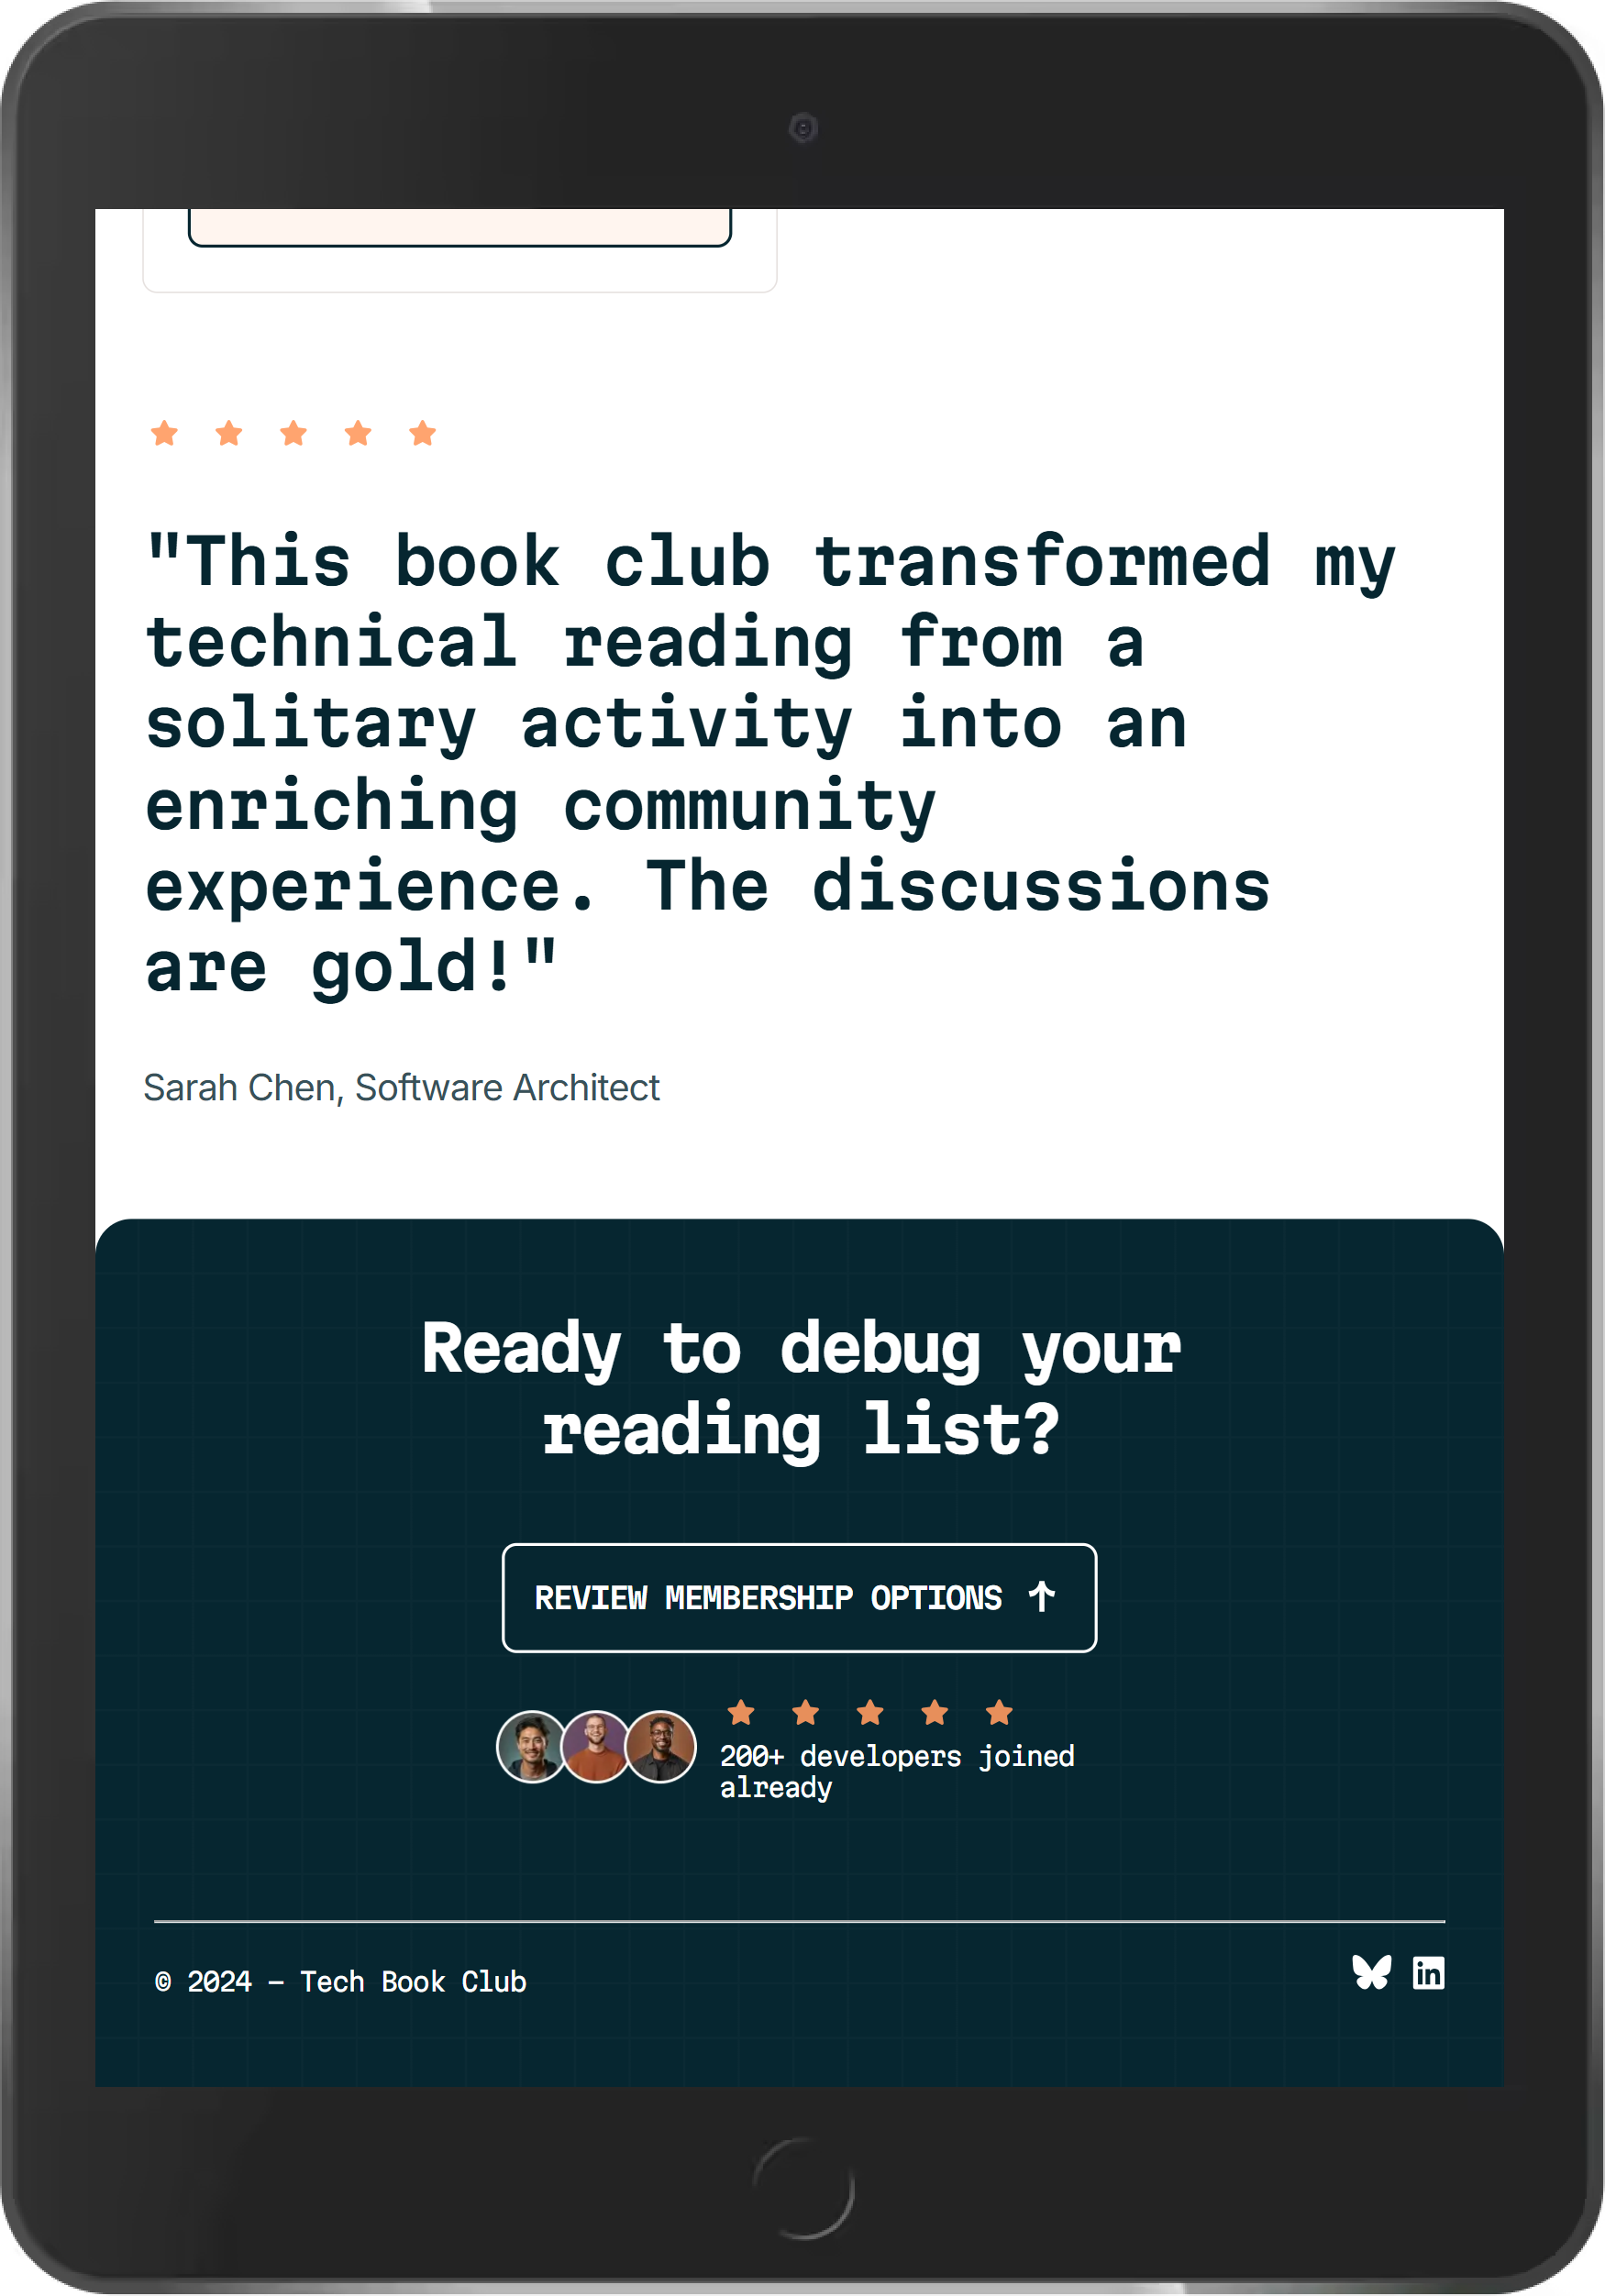 "This book club transformed my
technical reading from a
solitary activity into an
enriching community
experience. The discussions
are gold!"
Sarah Chen, Software Architect
Ready to debug your
reading list?
REVIEW MEMBERSHIP OPTIONS ↑
200+ developers joined
already
© 2024 – Tech Book Club
in